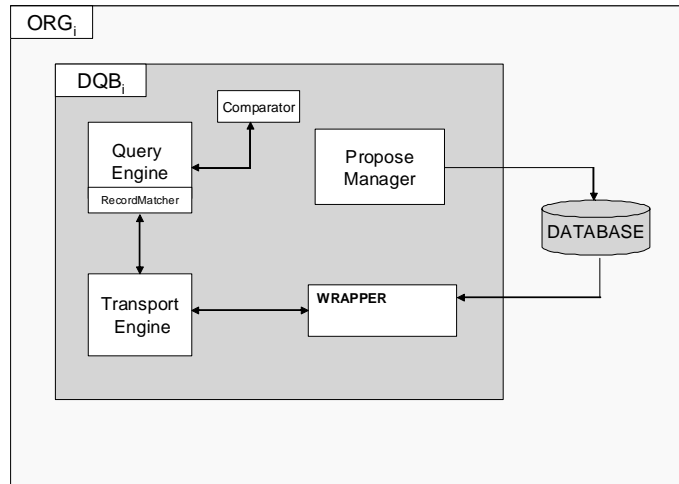 ORGi
DQBi
Comparator
Query
Engine
RecordMatcher
Propose
Manager
DATABASE
Transport
Engine
WRAPPER